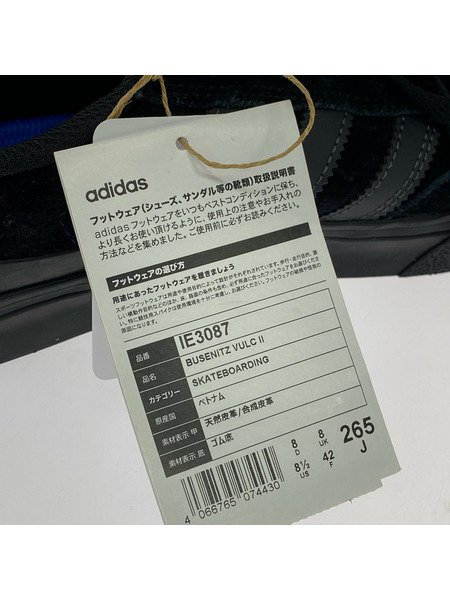 adidas
フットウェア(シューズ、サンダル等の靴類)取扱説明書
adidas フットウェアをいつもベストコンディションに保ち、
より長くお使い頂けるように、使用上の注意やお手入れの
方法などを集めました。ご使用前に必ずお読みください。
フットウェアの選び方
用途にあったフットウェアを履きましょう
品番 IE3087
品名 BUSENITZ VULC II
カテゴリー SKATEBOARDING
原産国 ベトナム
素材表示 甲 天然皮革/合成皮革
素材表示 底 ゴム底
8 D 8 UK 265 J
8½ US 42 F
4 066765 074430